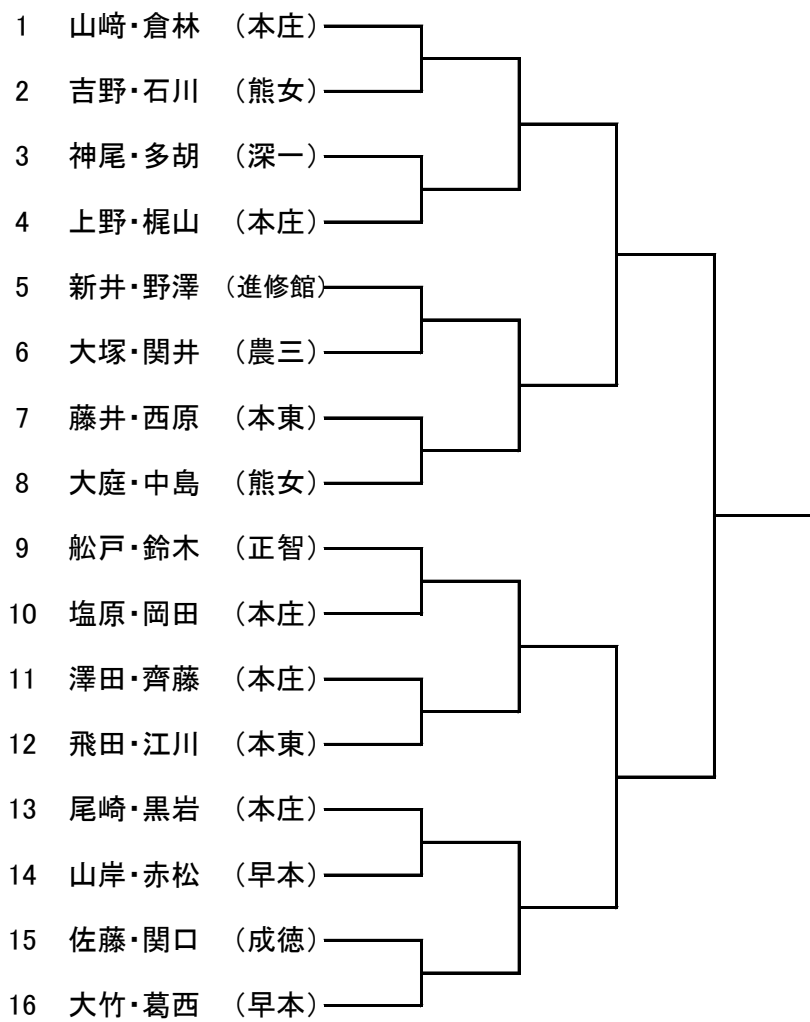 1 山﨑・倉林 （本庄）
2 吉野・石川 （熊女）
3 神尾・多胡 （深一）
4 上野・梶山 （本庄）
5 新井・野澤 （進修館）
6 大塚・関井 （農三）
7 藤井・西原 （本東）
8 大庭・中島 （熊女）
9 舩戸・鈴木 （正智）
10 塩原・岡田 （本庄）
11 澤田・齊藤 （本庄）
12 飛田・江川 （本東）
13 尾崎・黒岩 （本庄）
14 山岸・赤松 （早本）
15 佐藤・関口 （成徳）
16 大竹・葛西 （早本）